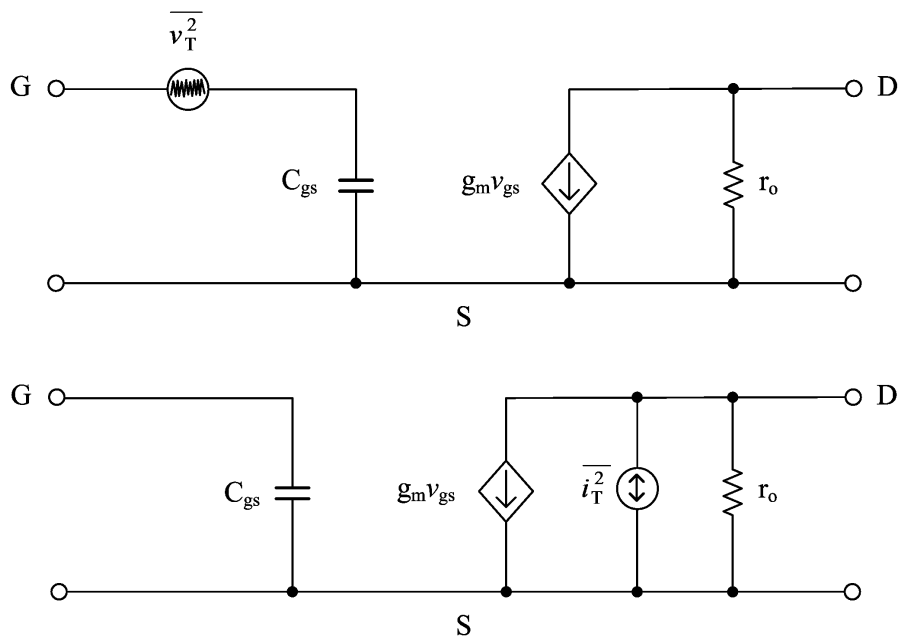 v_T^2
G D
C_gs g_m v_gs r_o
S
G D
C_gs g_m v_gs i_T^2 r_o
S